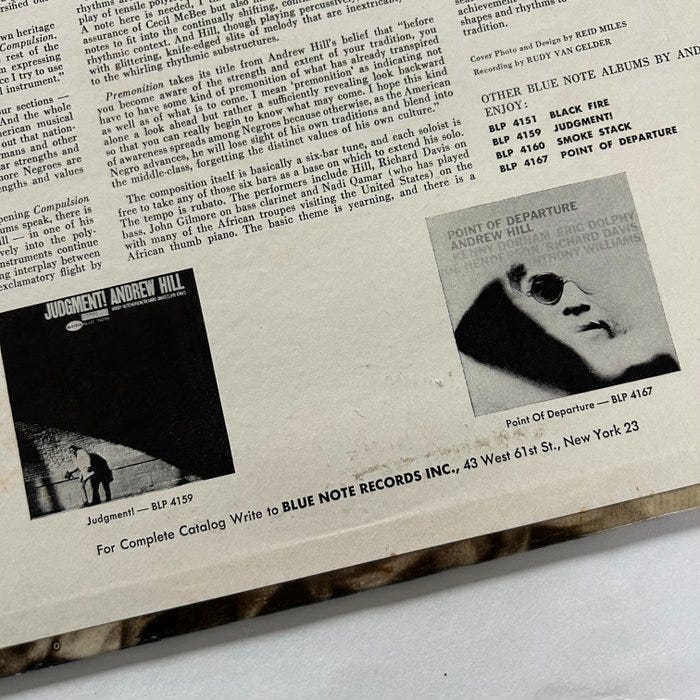 rhythms
play of tensile poly
A note here is needed, I
assurance of Cecil McBee but also
notes to fit into the continually shifting,
rhythmic context. And Hill, though playing percussively,
with glittering, knife-edged slits of melody that are inextricabl
to the whirling rhythmic substructures.
Premonition takes its title from Andrew Hill's belief that "before
you become aware of the strength and extent of your tradition, you
have to have some kind of premonition of what has already transpired
as well as of what is to come. I mean 'premonition' as indicating not
alone a look ahead but rather a sufficiently revealing look backward
so that you can really begin to know what may come. I hope this kind
of awareness spreads among Negroes because otherwise, as the American
Negro advances, he will lose sight of his own traditions and blend into
the middle-class, forgetting the distinct values of his own culture."
The composition itself is basically a six-bar tune, and each soloist is
free to take any of those six bars as a base on which to extend his solo.
The tempo is rubato. The performers include Hill, Richard Davis on
bass, John Gilmore on bass clarinet and Nadi Qamar (who has played
with many of the African troupes visiting the United States) on the
African thumb piano. The basic theme is yearning, and there is a
wn heritage
Compulsion.
rest of the
expressing
I try to use
l instrument."
ur sections —
And the whole
erican musical
out that nation-
mans and other
ar strengths and
more Negroes are
engths and values
pening Compulsion
ums speak, there is
ll — in one of his
vely into the poly-
nstruments continue
ng interplay between
exclamatory flight by
achievement
shapes and rhythms to
tradition.
Cover Photo and Design by REID MILES
Recording by RUDY VAN GELDER
OTHER BLUE NOTE ALBUMS BY AND
ENJOY:
BLP 4151 BLACK FIRE
BLP 4159 JUDGMENT!
BLP 4160 SMOKE STACK
BLP 4167 POINT OF DEPARTURE
JUDGMENT! ANDREW HILL
BLUE NOTE
Judgment! — BLP 4159
POINT OF DEPARTURE
ANDREW HILL
KENNY DORHAM ERIC DOLPHY
JOE HENDERSON RICHARD DAVIS
ANTHONY WILLIAMS
Point Of Departure — BLP 4167
For Complete Catalog Write to BLUE NOTE RECORDS INC., 43 West 61st St., New York 23